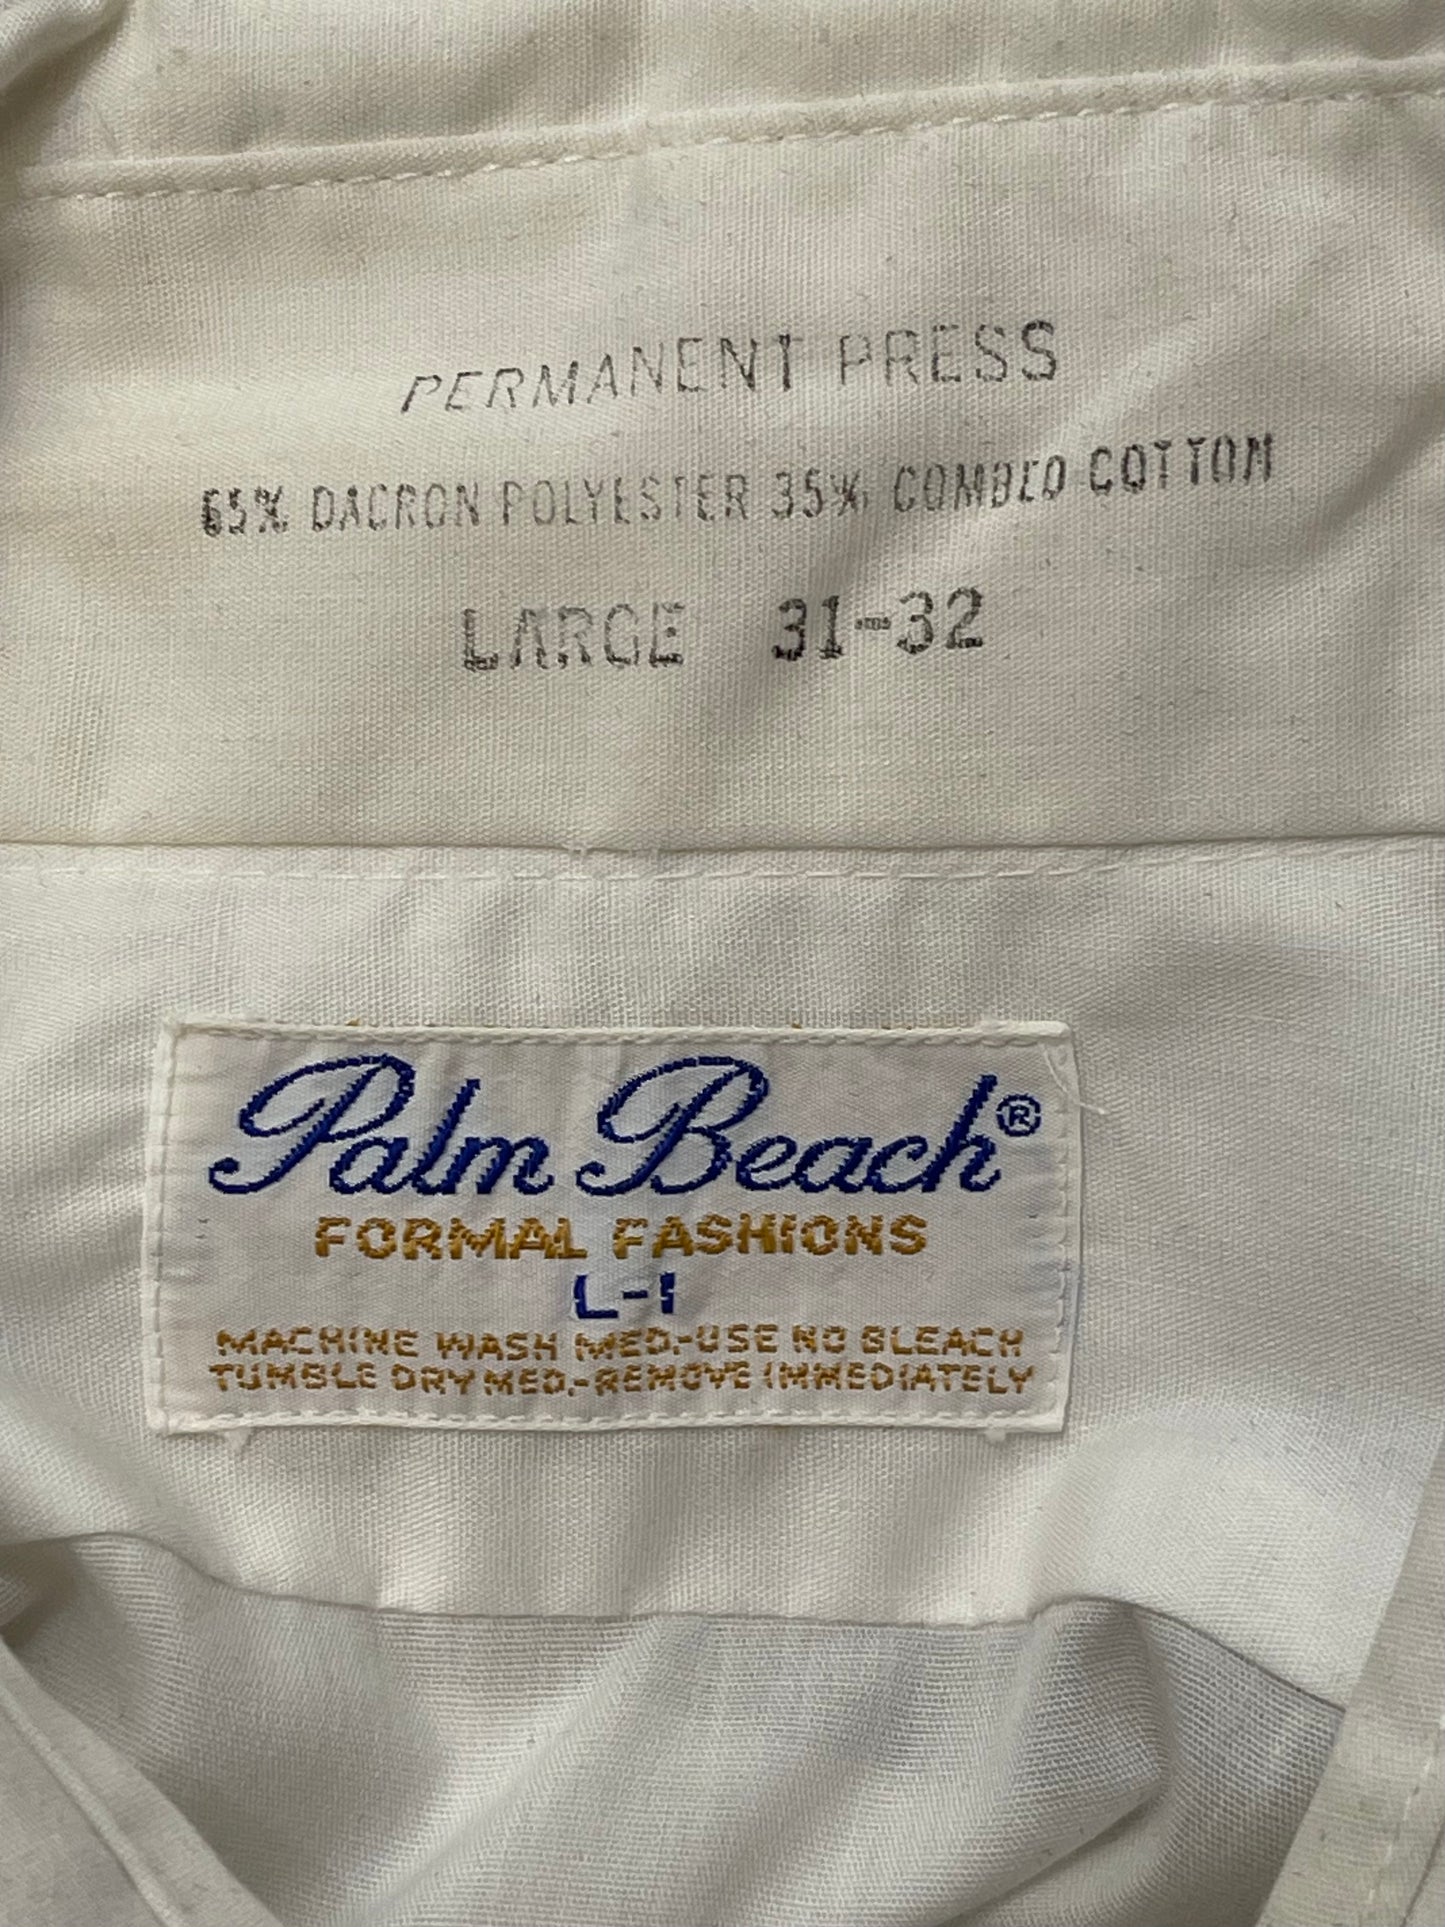 PERMANENT PRESS
65% DACRON POLYESTER 35% COMBED COTTON
LARGE 31-32
Palm Beach®
FORMAL FASHIONS
L-1
MACHINE WASH MED.-USE NO BLEACH
TUMBLE DRY MED.-REMOVE IMMEDIATELY